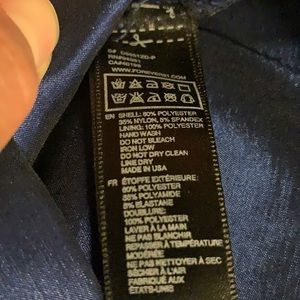 WWW.FOREVER21.COM
EN: SHELL: 60% POLYESTER
35% NYLON, 5% SPANDEX
LINING: 100% POLYESTER
HAND WASH
DO NOT BLEACH
IRON LOW
DO NOT DRY CLEAN
LINE DRY
MADE IN USA
FR: ÉTOFFE EXTÉRIEURE:
60% POLYESTER
35% POLYAMIDE
5% ELASTANE
DOUBLURE:
100% POLYESTER
LAVER À LA MAIN
NE PAS BLANCHIR
REPASSER À TEMPÉRATURE
MODÉRÉE
NE PAS NETTOYER À SEC
SÉCHER À L'AIR
FABRIQUÉ AUX
ÉTATS-UNIS